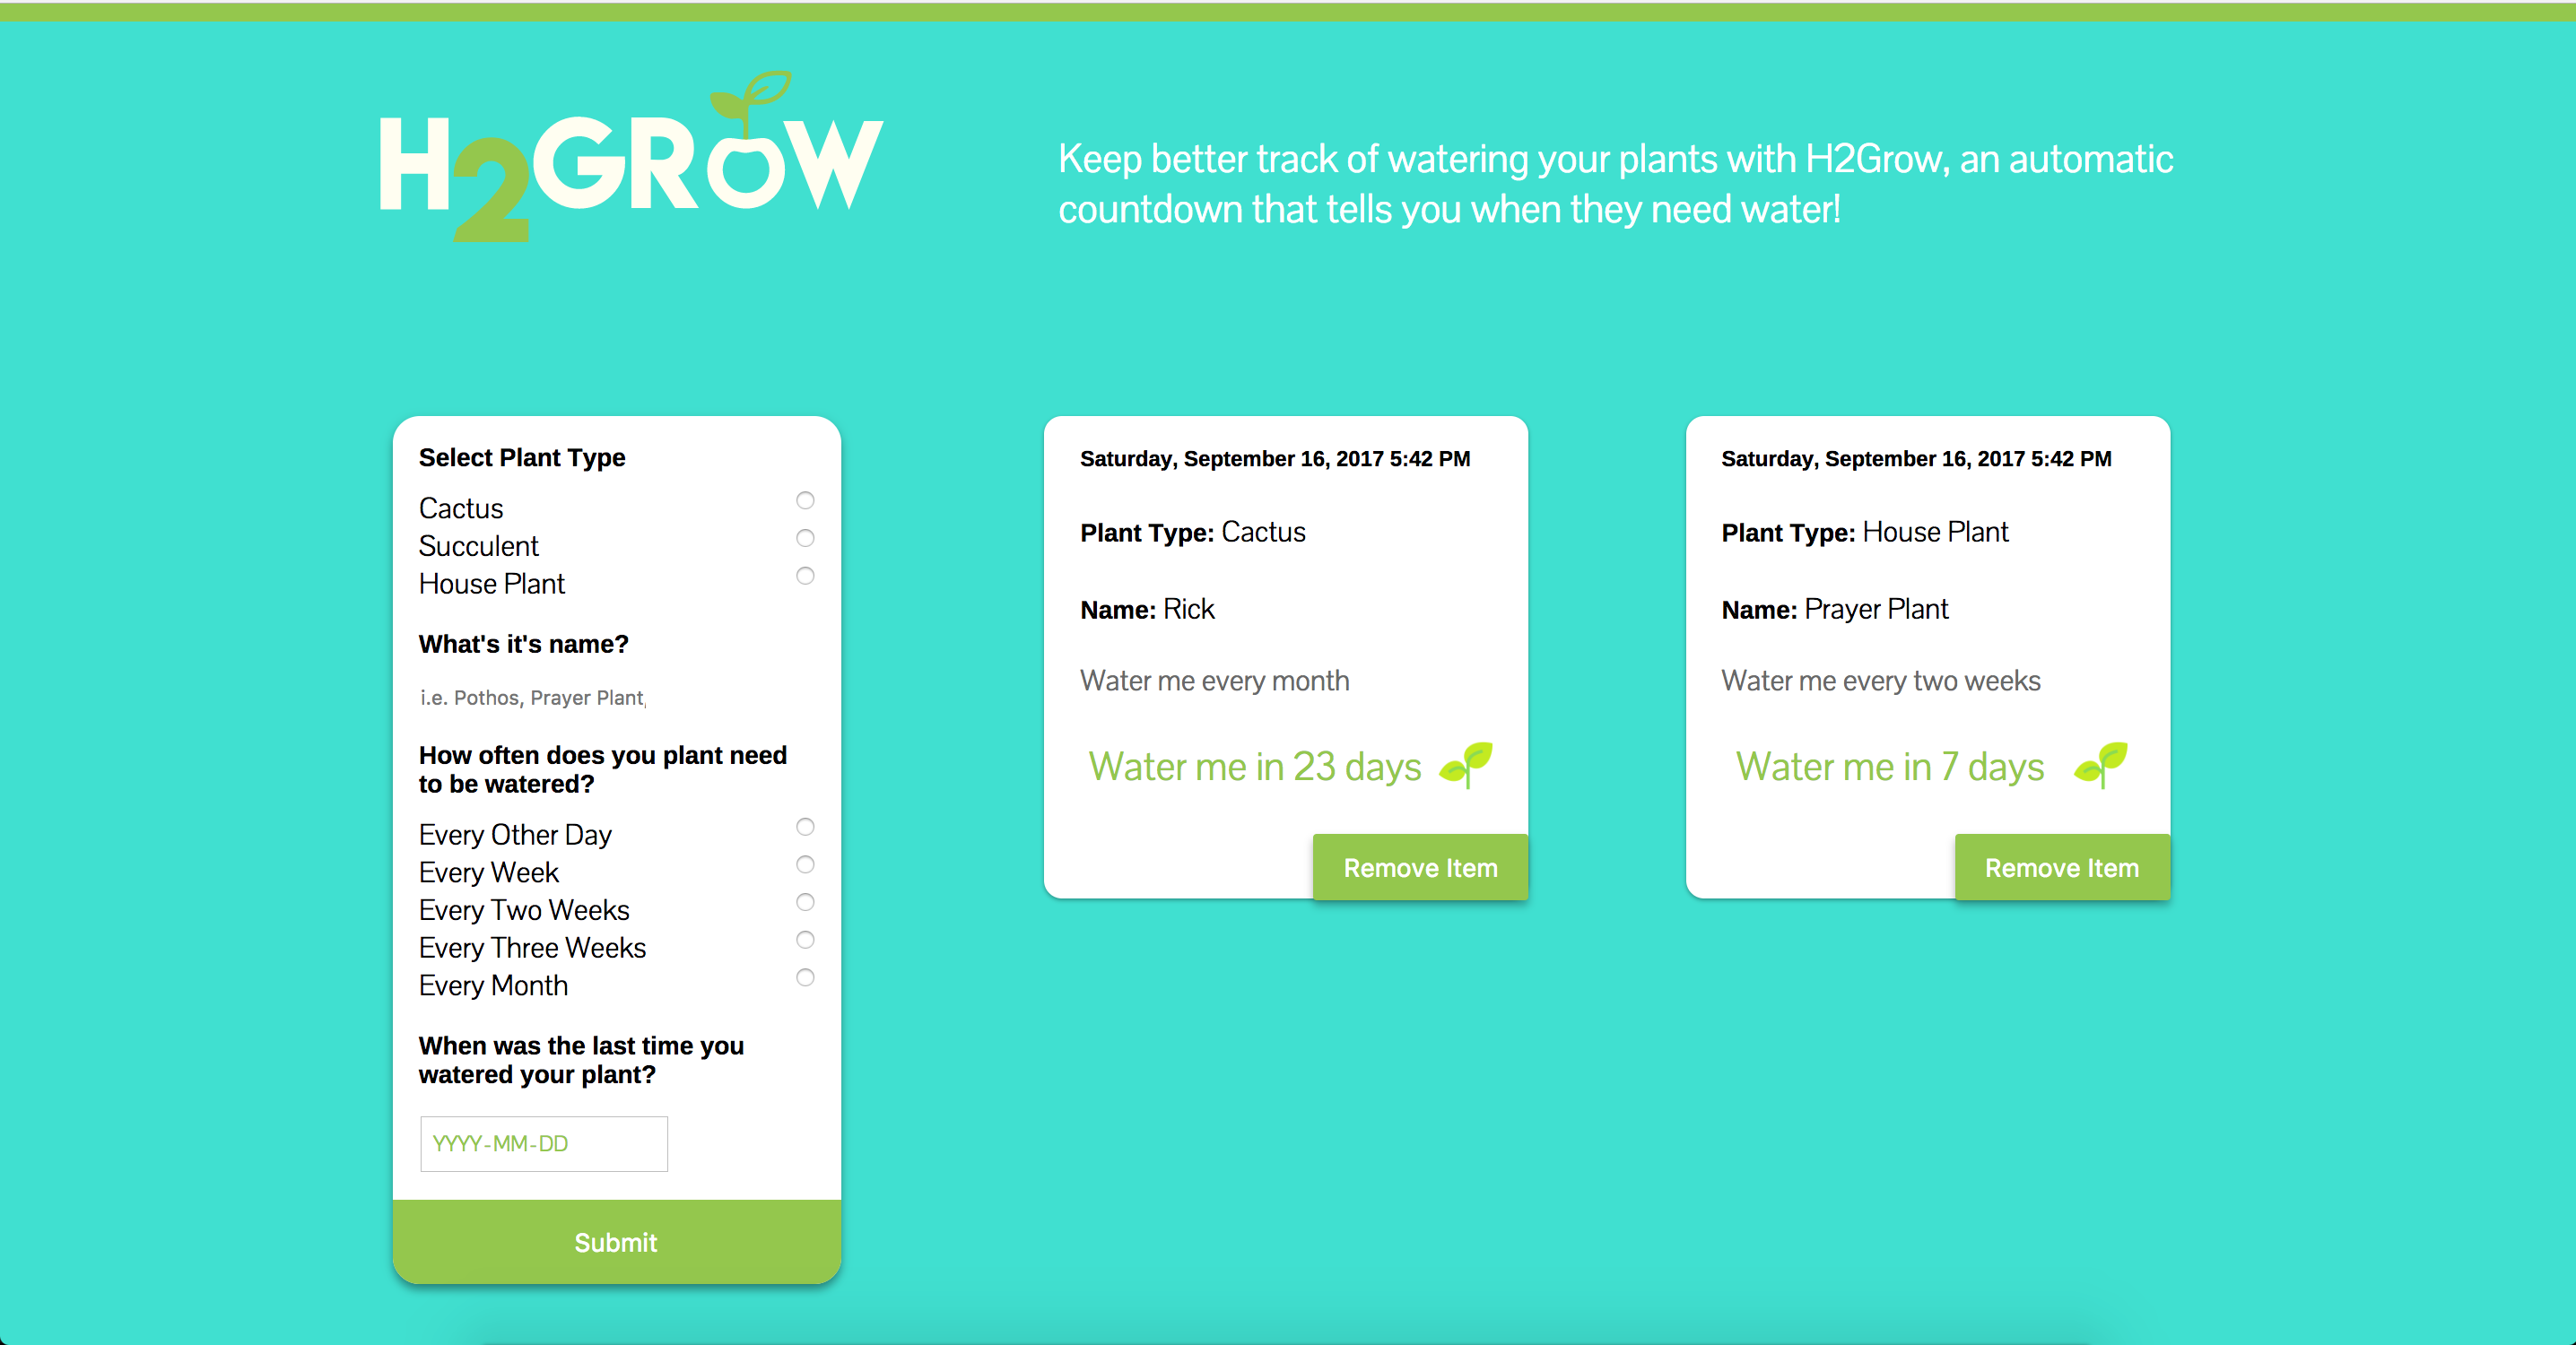 H2GROW
Keep better track of watering your plants with H2Grow, an automatic
countdown that tells you when they need water!
Select Plant Type
Cactus
Succulent
House Plant
What's it's name?
i.e. Pothos, Prayer Plant,
How often does you plant need
to be watered?
Every Other Day
Every Week
Every Two Weeks
Every Three Weeks
Every Month
When was the last time you
watered your plant?
YYYY-MM-DD
Submit
Saturday, September 16, 2017 5:42 PM
Plant Type: Cactus
Name: Rick
Water me every month
Water me in 23 days
Remove Item
Saturday, September 16, 2017 5:42 PM
Plant Type: House Plant
Name: Prayer Plant
Water me every two weeks
Water me in 7 days
Remove Item